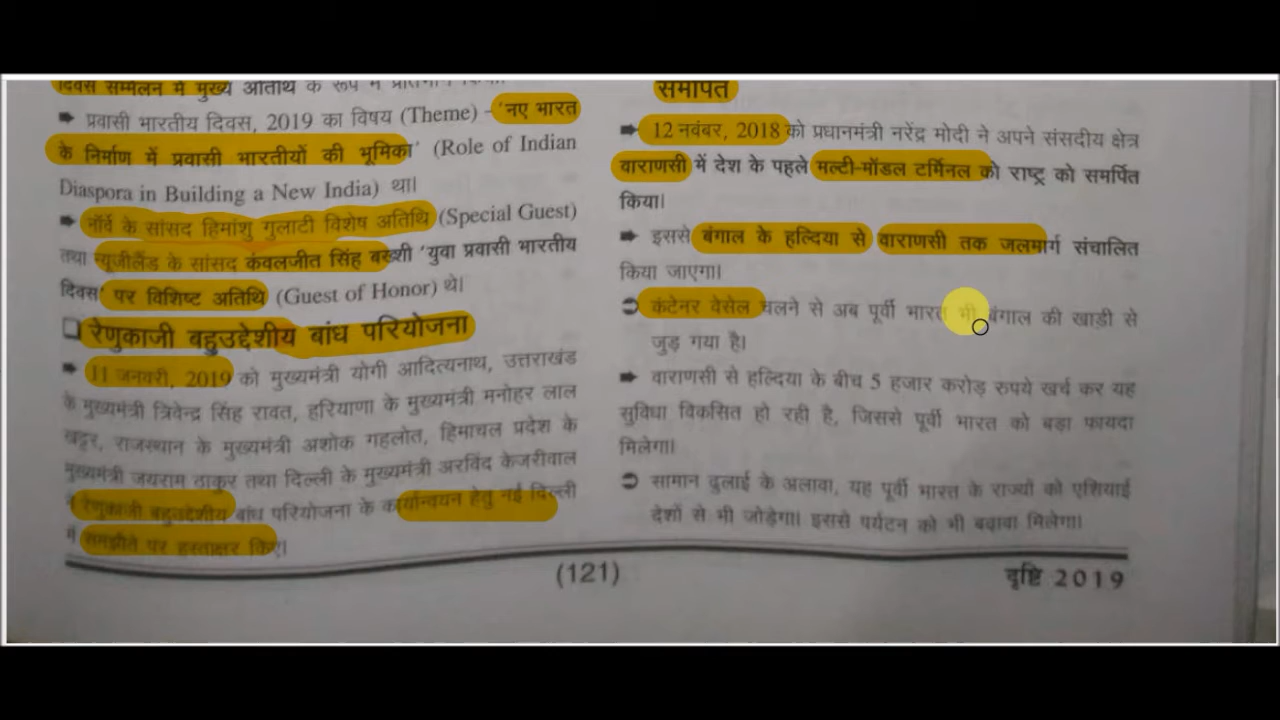 दिवस सम्मेलन में मुख्य अतिथि के रूप में
➡ प्रवासी भारतीय दिवस, 2019 का विषय (Theme) -'नए भारत
के निर्माण में प्रवासी भारतीयों की भूमिका' (Role of Indian
Diaspora in Building a New India) था।
➡ नॉर्वे के सांसद हिमांशु गुलाटी विशेष अतिथि (Special Guest)
तथा न्यूजीलैंड के सांसद कंवलजीत सिंह बख्शी 'युवा प्रवासी भारतीय
दिवस' पर विशिष्ट अतिथि (Guest of Honor) थे।
❑ रेणुकाजी बहुउद्देशीय बांध परियोजना
➡ 11 जनवरी, 2019 को मुख्यमंत्री योगी आदित्यनाथ, उत्तराखंड
के मुख्यमंत्री त्रिवेन्द्र सिंह रावत, हरियाणा के मुख्यमंत्री मनोहर लाल
खट्टर, राजस्थान के मुख्यमंत्री अशोक गहलोत, हिमाचल प्रदेश के
मुख्यमंत्री जयराम ठाकुर तथा दिल्ली के मुख्यमंत्री अरविंद केजरीवाल
ने रेणुकाजी बहुउद्देशीय बांध परियोजना के कार्यान्वयन हेतु नई दिल्ली
में समझौते पर हस्ताक्षर किए।
समर्पित
➡ 12 नवंबर, 2018 को प्रधानमंत्री नरेंद्र मोदी ने अपने संसदीय क्षेत्र
वाराणसी में देश के पहले मल्टी-मॉडल टर्मिनल को राष्ट्र को समर्पित
किया।
➡ इससे बंगाल के हल्दिया से वाराणसी तक जलमार्ग संचालित
किया जाएगा।
➲ कंटेनर वेसेल चलने से अब पूर्वी भारत भी बंगाल की खाड़ी से
जुड़ गया है।
➡ वाराणसी से हल्दिया के बीच 5 हजार करोड़ रुपये खर्च कर यह
सुविधा विकसित हो रही है, जिससे पूर्वी भारत को बड़ा फायदा
मिलेगा।
➲ सामान ढुलाई के अलावा, यह पूर्वी भारत के राज्यों को एशियाई
देशों से भी जोड़ेगा। इससे पर्यटन को भी बढ़ावा मिलेगा।
(121)
दृष्टि 2019